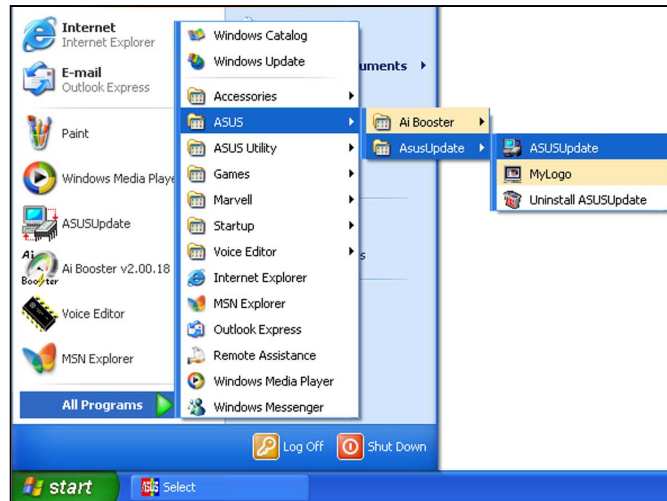 Internet
Internet Explorer
E-mail
Outlook Express
Paint
Windows Media Playe
ASUSUpdate
Ai Booster v2.00.18
Voice Editor
MSN Explorer
All Programs
Windows Catalog
Windows Update
Accessories
ASUS
ASUS Utility
Games
Marvell
Startup
Voice Editor
Internet Explorer
MSN Explorer
Outlook Express
Remote Assistance
Windows Media Player
Windows Messenger
uments
s
Ai Booster
AsusUpdate
ASUSUpdate
MyLogo
Uninstall ASUSUpdate
Log Off
Shut Down
start
Select